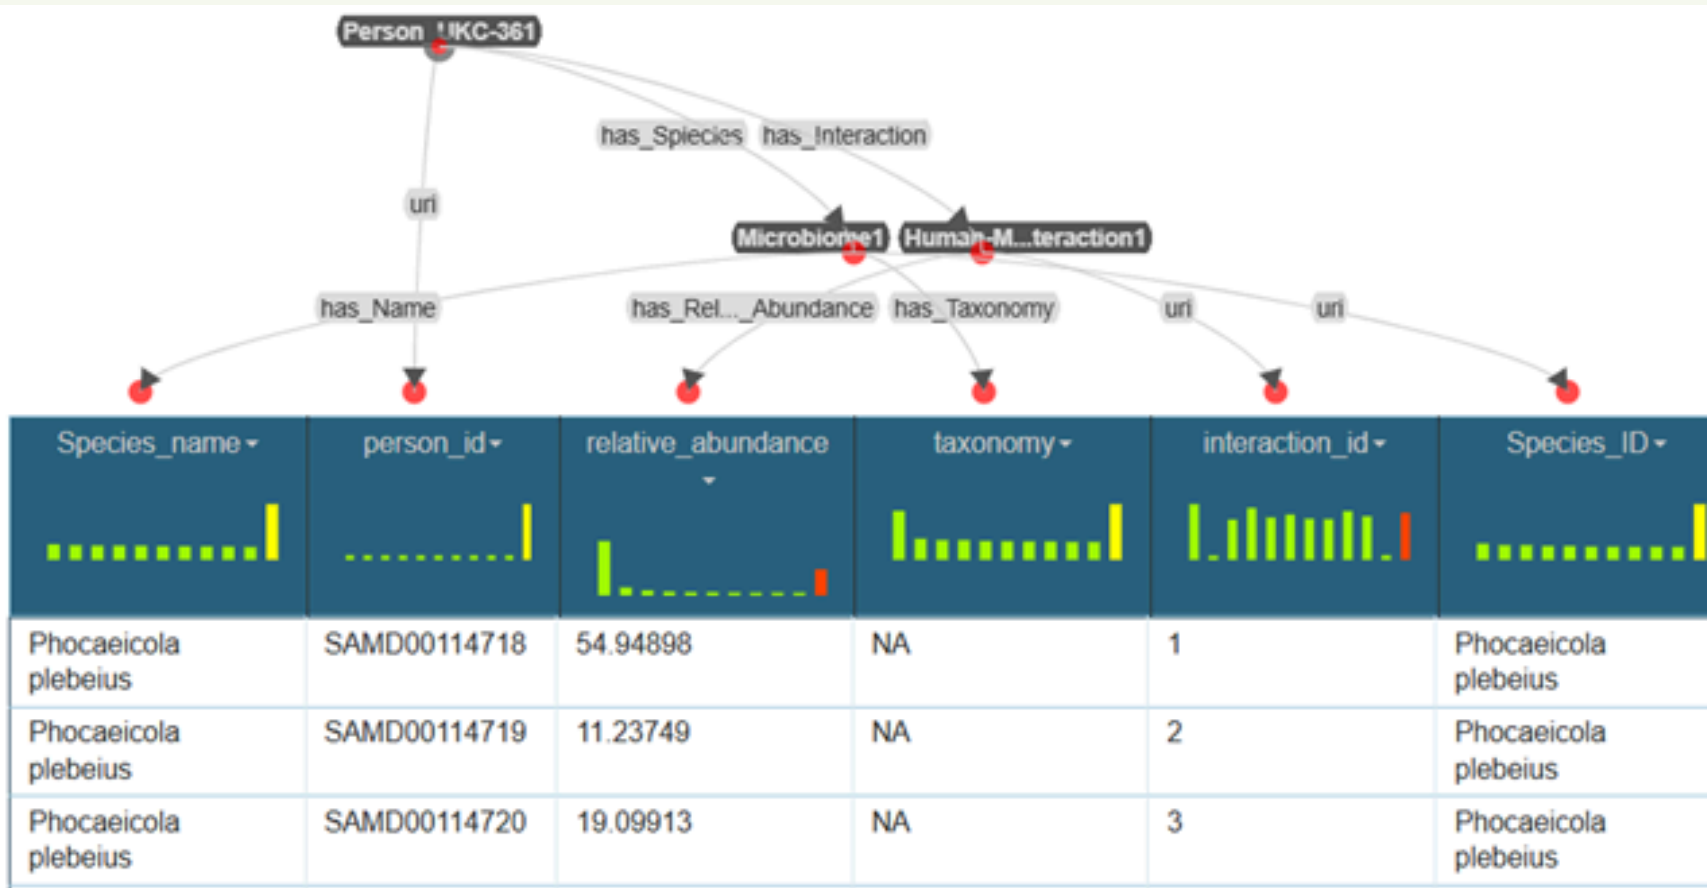 Person_UKC-361
has_Spiecies has_Interaction
uri
Microbiome1 Human-M...teraction1
has_Name has_Rel..._Abundance has_Taxonomy uri uri
Species_name person_id relative_abundance taxonomy interaction_id Species_ID
Phocaeicola SAMD00114718 54.94898 NA 1 Phocaeicola
plebeius plebeius
Phocaeicola SAMD00114719 11.23749 NA 2 Phocaeicola
plebeius plebeius
Phocaeicola SAMD00114720 19.09913 NA 3 Phocaeicola
plebeius plebeius